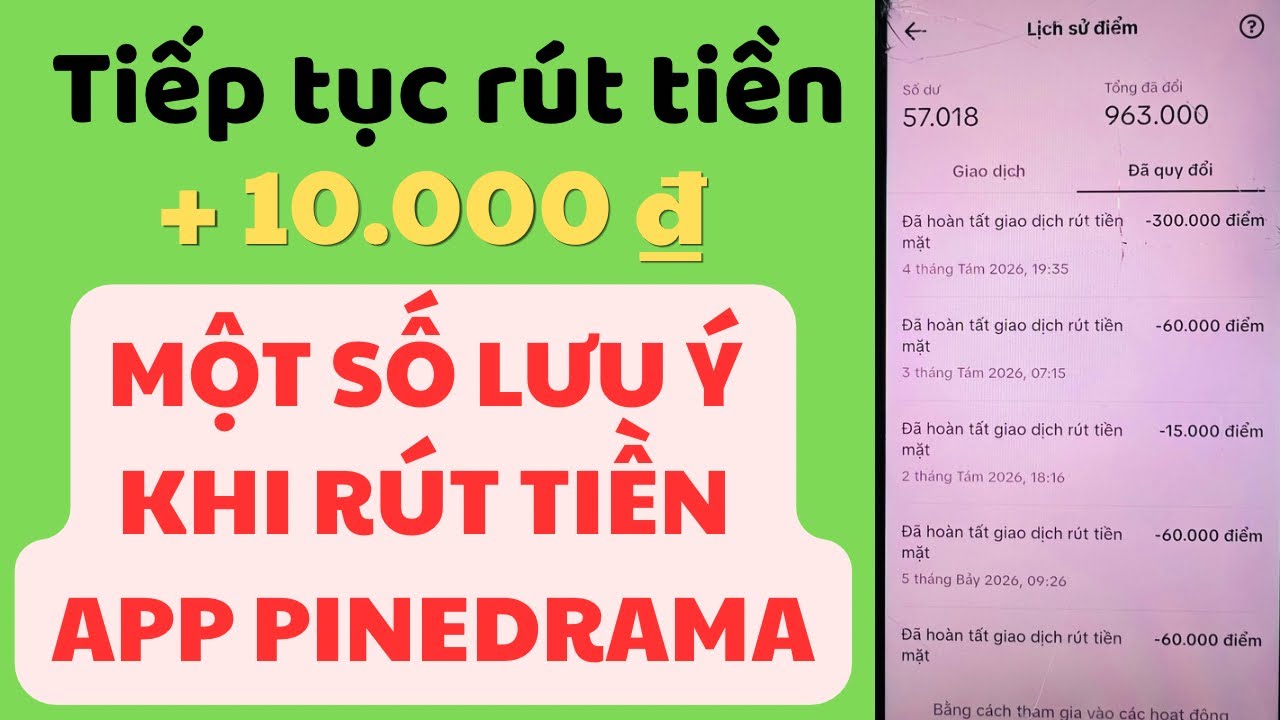 Tiếp tục rút tiền
+ 10.000 đ
MỘT SỐ LƯU Ý
KHI RÚT TIỀN
APP PINEDRAMA
Lịch sử điểm
Số dư
57.018
Tổng đã đổi
963.000
Giao dịch
Đã quy đổi
Đã hoàn tất giao dịch rút tiền
mặt
-300.000 điểm
4 tháng Tám 2026, 19:35
Đã hoàn tất giao dịch rút tiền
mặt
-60.000 điểm
3 tháng Tám 2026, 07:15
Đã hoàn tất giao dịch rút tiền
mặt
-15.000 điểm
2 tháng Tám 2026, 18:16
Đã hoàn tất giao dịch rút tiền
mặt
-60.000 điểm
5 tháng Bảy 2026, 09:26
Đã hoàn tất giao dịch rút tiền
mặt
-60.000 điểm
Bằng cách tham gia vào các hoạt động